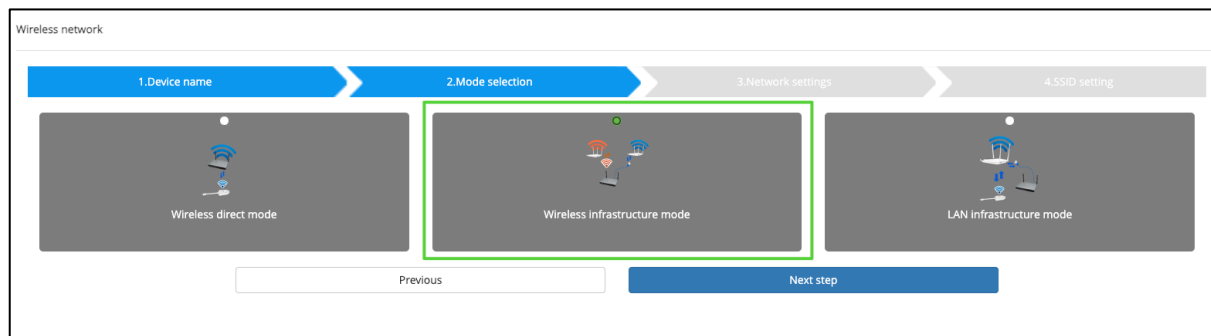 Wireless network
1.Device name
2.Mode selection
3.Network settings
4.SSID setting
Wireless direct mode
Wireless infrastructure mode
LAN infrastructure mode
Previous
Next step